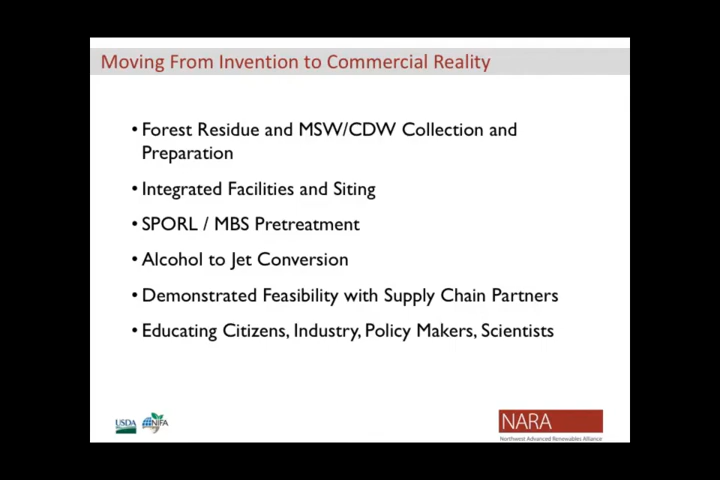 Moving From Invention to Commercial Reality
• Forest Residue and MSW/CDW Collection and
Preparation
• Integrated Facilities and Siting
• SPORL / MBS Pretreatment
• Alcohol to Jet Conversion
• Demonstrated Feasibility with Supply Chain Partners
• Educating Citizens, Industry, Policy Makers, Scientists
USDA NIFA
NARA
Northwest Advanced Renewables Alliance